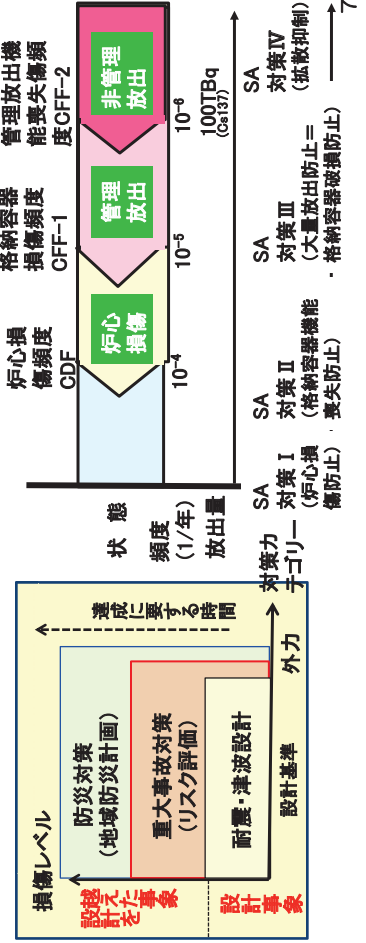 損傷レベル
達成に要する時間
防災対策
(地域防災計画)
重大事故対策
(リスク評価)
耐震・津波設計
設計基準
外力
設計
を越
えた
事象
設計
事象
状 態
頻度
(1/年)
放出量
対策カ
テゴリー
炉心損
傷頻度
CDF
格納容器
損傷頻度
CFF-1
管理放出機
能喪失傷頻
度CFF-2
炉心
損傷
管理
放出
非管理
放出
10-4
10-5
10-6
100TBq
(Cs137)
SA
対策Ⅰ
(炉心損
傷防止)
SA
対策Ⅱ
(格納容器機能
喪失防止)
SA
対策Ⅲ
(大量放出防止=
・格納容器破損防止)
SA
対策Ⅳ
(拡散抑制)
7